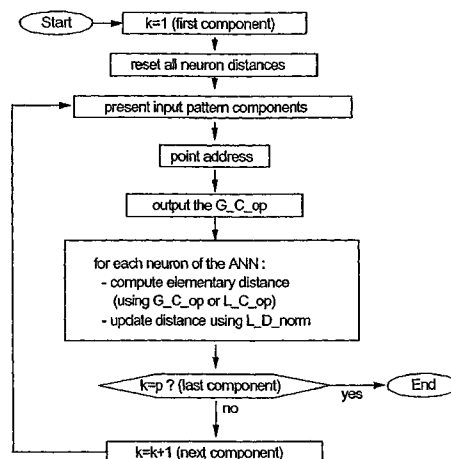 Start
k=1 (first component)
reset all neuron distances
present input pattern components
point address
output the G_C_op
for each neuron of the ANN :
- compute elementary distance
(using G_C_op or L_C_op)
- update distance using L_D_norm
k=p ? (last component)
yes
End
no
k=k+1 (next component)